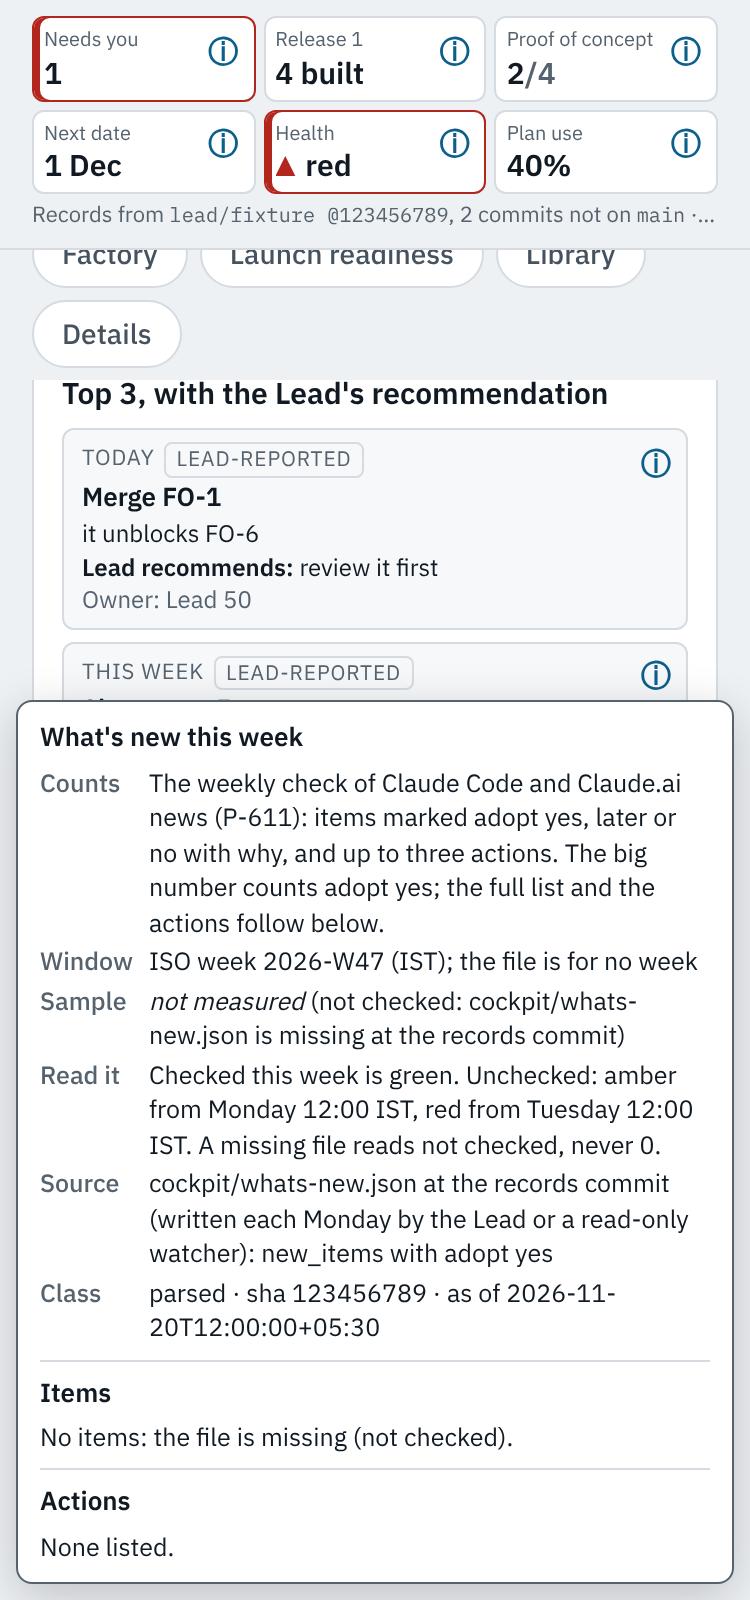 Needs you
1
Release 1
4 built
Proof of concept
2/4
Next date
1 Dec
Health
▲ red
Plan use
40%
Records from lead/fixture @123456789, 2 commits not on main ·…
Factory
Launch readiness
Library
Details
Top 3, with the Lead's recommendation
TODAY LEAD-REPORTED
Merge FO-1
it unblocks FO-6
Lead recommends: review it first
Owner: Lead 50
THIS WEEK LEAD-REPORTED
What's new this week
Counts The weekly check of Claude Code and Claude.ai
news (P-611): items marked adopt yes, later or
no with why, and up to three actions. The big
number counts adopt yes; the full list and the
actions follow below.
Window ISO week 2026-W47 (IST); the file is for no week
Sample not measured (not checked: cockpit/whats-
new.json is missing at the records commit)
Read it Checked this week is green. Unchecked: amber
from Monday 12:00 IST, red from Tuesday 12:00
IST. A missing file reads not checked, never 0.
Source cockpit/whats-new.json at the records commit
(written each Monday by the Lead or a read-only
watcher): new_items with adopt yes
Class parsed · sha 123456789 · as of 2026-11-
20T12:00:00+05:30
Items
No items: the file is missing (not checked).
Actions
None listed.